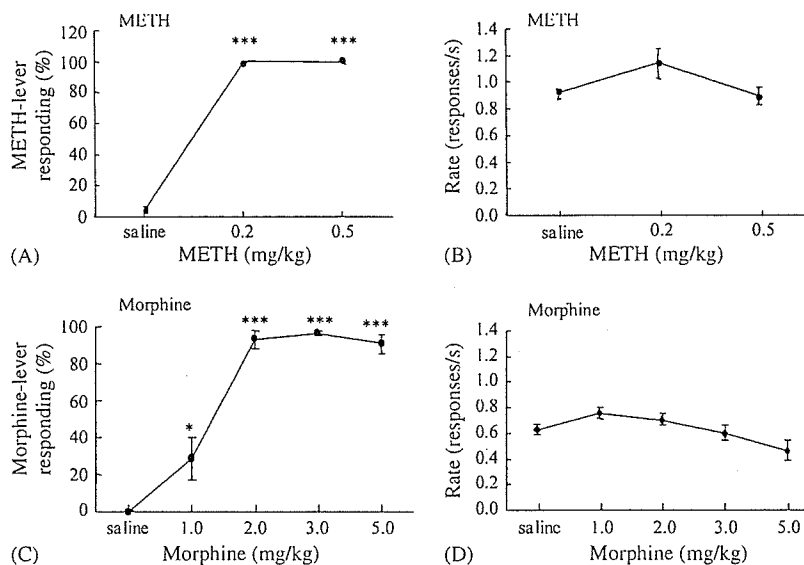 METH
METH-lever
responding (%)
120
100
80
60
40
20
0
*** ***
saline 0.2 0.5
(A) METH (mg/kg)
METH
Rate (responses/s)
1.4
1.2
1.0
0.8
0.6
0.4
0.2
0.0
saline 0.2 0.5
(B) METH (mg/kg)
Morphine
Morphine-lever
responding (%)
100
80
60
40
20
0
* *** *** ***
saline 1.0 2.0 3.0 5.0
(C) Morphine (mg/kg)
Morphine
Rate (responses/s)
1.4
1.2
1.0
0.8
0.6
0.4
0.2
0.0
saline 1.0 2.0 3.0 5.0
(D) Morphine (mg/kg)